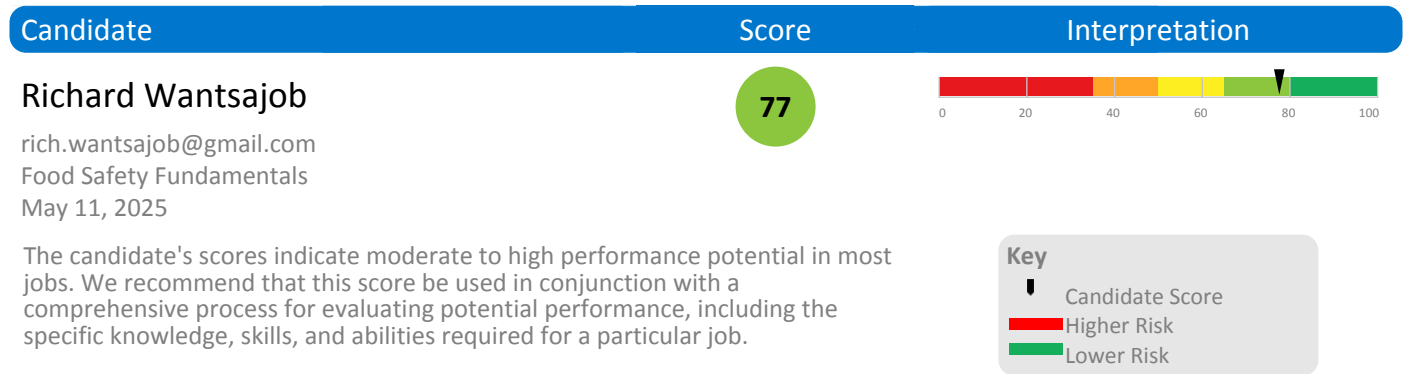 Candidate Score Interpretation
Richard Wantsajob
77
0 20 40 60 80 100
rich.wantsajob@gmail.com
Food Safety Fundamentals
May 11, 2025
The candidate's scores indicate moderate to high performance potential in most
jobs. We recommend that this score be used in conjunction with a
comprehensive process for evaluating potential performance, including the
specific knowledge, skills, and abilities required for a particular job.
Key
Candidate Score
Higher Risk
Lower Risk